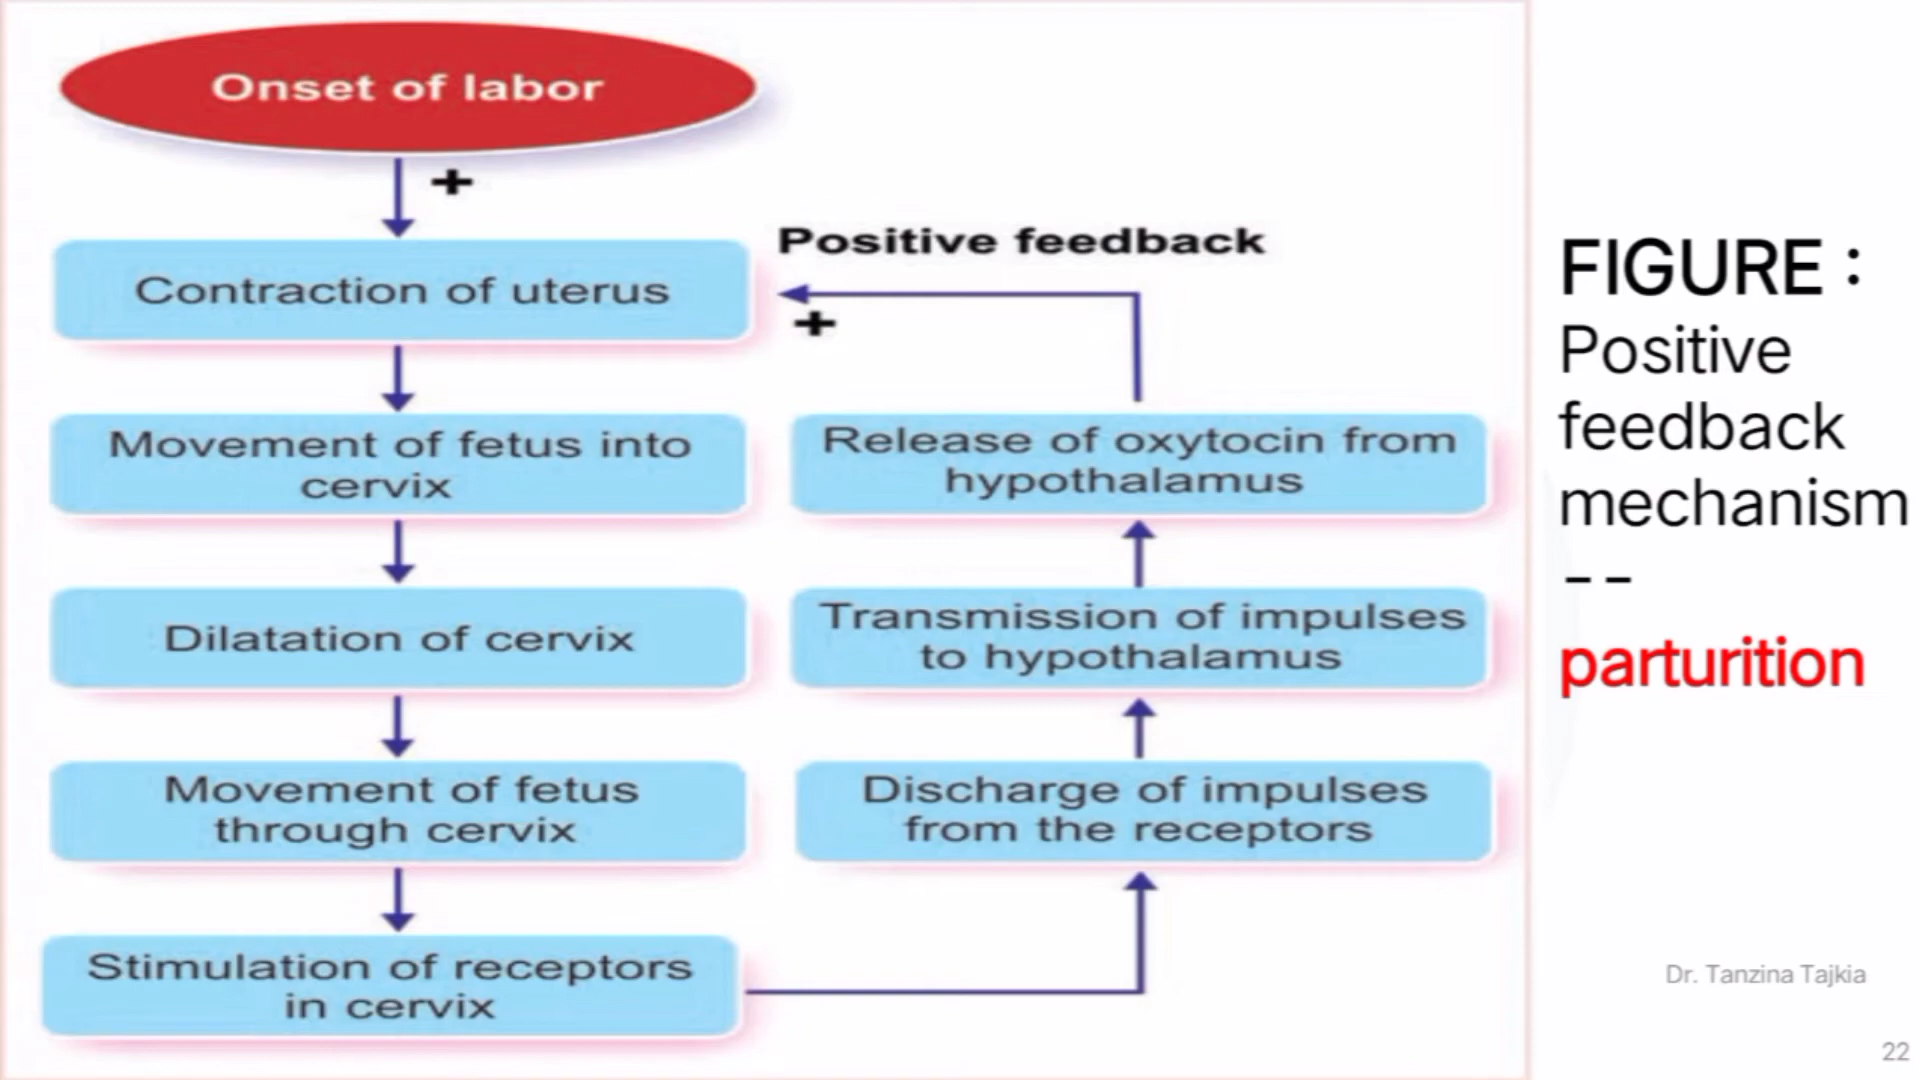 Onset of labor
+
Contraction of uterus
Positive feedback
+
Movement of fetus into
cervix
Dilatation of cervix
Movement of fetus
through cervix
Stimulation of receptors
in cervix
Discharge of impulses
from the receptors
Transmission of impulses
to hypothalamus
Release of oxytocin from
hypothalamus
FIGURE :
Positive
feedback
mechanism
--
parturition
Dr. Tanzina Tajkia
22